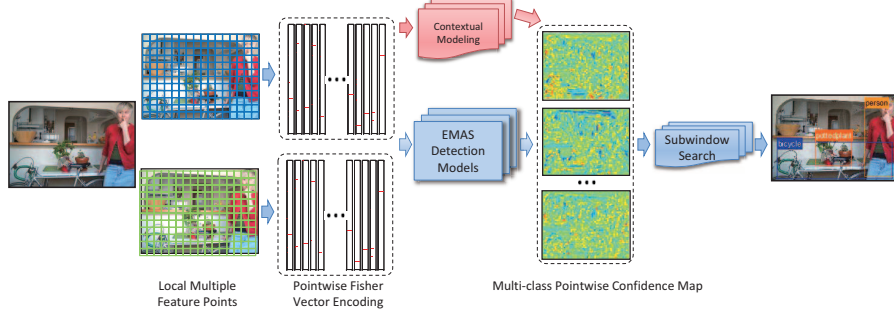 Contextual
Modeling
EMAS
Detection
Models
Subwindow
Search
person
pottedplant
bicycle
Local Multiple
Feature Points
Pointwise Fisher
Vector Encoding
Multi-class Pointwise Confidence Map